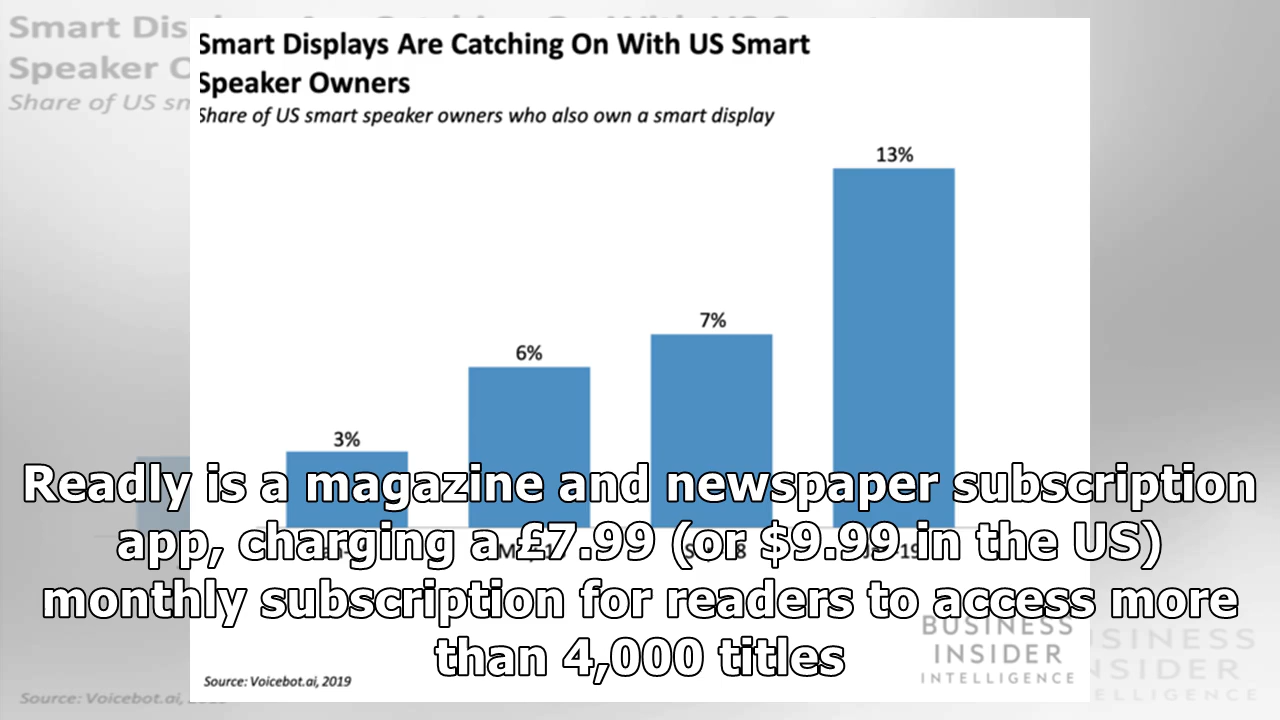 Smart Displays Are Catching On With US Smart
Speaker Owners
Share of US smart speaker owners who also own a smart display
13%
7%
6%
3%
Readly is a magazine and newspaper subscription
app, charging a £7.99 (or $9.99 in the US)
monthly subscription for readers to access more
than 4,000 titles
BUSINESS
INSIDER
INTELLIGENCE
Source: Voicebot.ai, 2019